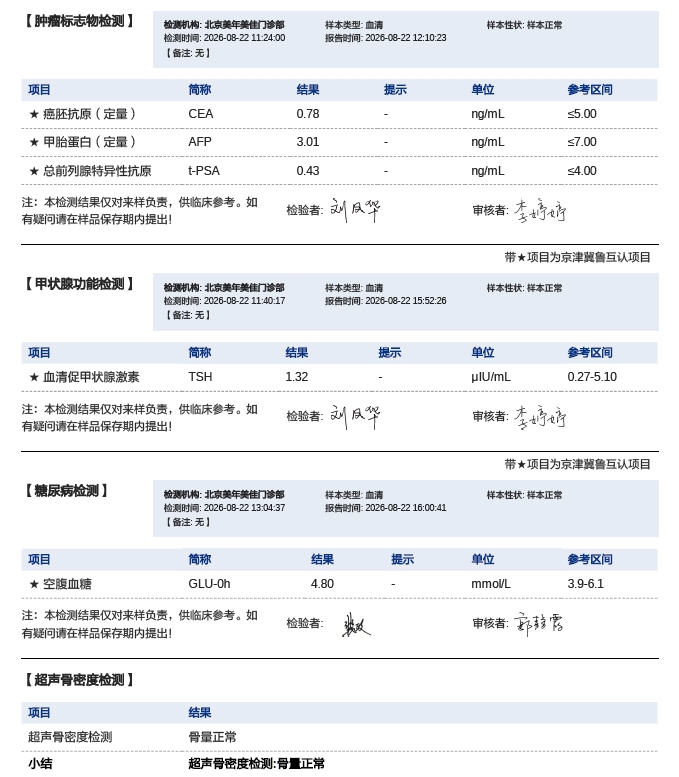 【 肿瘤标志物检测 】
检测机构: 北京美年美佳门诊部 样本类型: 血清 样本性状: 样本正常
检测时间: 2026-08-22 11:24:00 报告时间: 2026-08-22 12:10:23
【 备注: 无 】
项目 简称 结果 提示 单位 参考区间
★ 癌胚抗原（ 定量 ） CEA 0.78 - ng/mL ≤5.00
★ 甲胎蛋白（ 定量 ） AFP 3.01 - ng/mL ≤7.00
★ 总前列腺特异性抗原 t-PSA 0.43 - ng/mL ≤4.00
注：本检测结果仅对来样负责，供临床参考。如
有疑问请在样品保存期内提出!
检验者: 刘凤华 审核者: 李婷婷
带★项目为京津冀鲁互认项目
【 甲状腺功能检测 】
检测机构: 北京美年美佳门诊部 样本类型: 血清 样本性状: 样本正常
检测时间: 2026-08-22 11:40:17 报告时间: 2026-08-22 15:52:26
【 备注: 无 】
项目 简称 结果 提示 单位 参考区间
★ 血清促甲状腺激素 TSH 1.32 - μIU/mL 0.27-5.10
注：本检测结果仅对来样负责，供临床参考。如
有疑问请在样品保存期内提出!
检验者: 刘凤华 审核者: 李婷婷
带★项目为京津冀鲁互认项目
【 糖尿病检测 】
检测机构: 北京美年美佳门诊部 样本类型: 血清 样本性状: 样本正常
检测时间: 2026-08-22 13:04:37 报告时间: 2026-08-22 16:00:41
【 备注: 无 】
项目 简称 结果 提示 单位 参考区间
★ 空腹血糖 GLU-0h 4.80 - mmol/L 3.9-6.1
注：本检测结果仅对来样负责，供临床参考。如
有疑问请在样品保存期内提出!
检验者: 审核者:
【 超声骨密度检测 】
项目 结果
超声骨密度检测 骨量正常
小结 超声骨密度检测:骨量正常